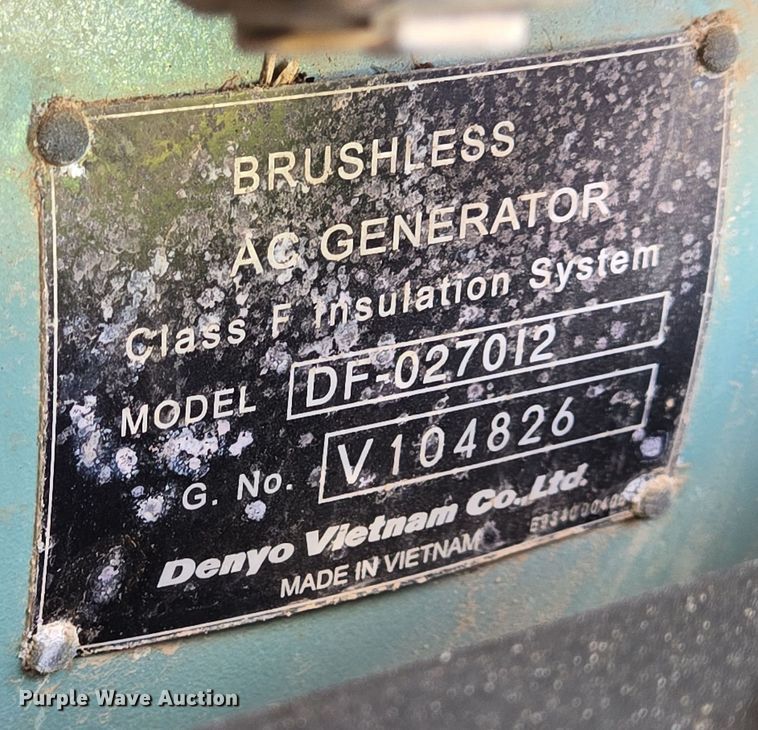 BRUSHLESS
AC GENERATOR
Class F Insulation System
MODEL DF-0270I2
G. No. V104826
Denyo Vietnam Co.,Ltd.
MADE IN VIETNAM
Purple Wave Auction